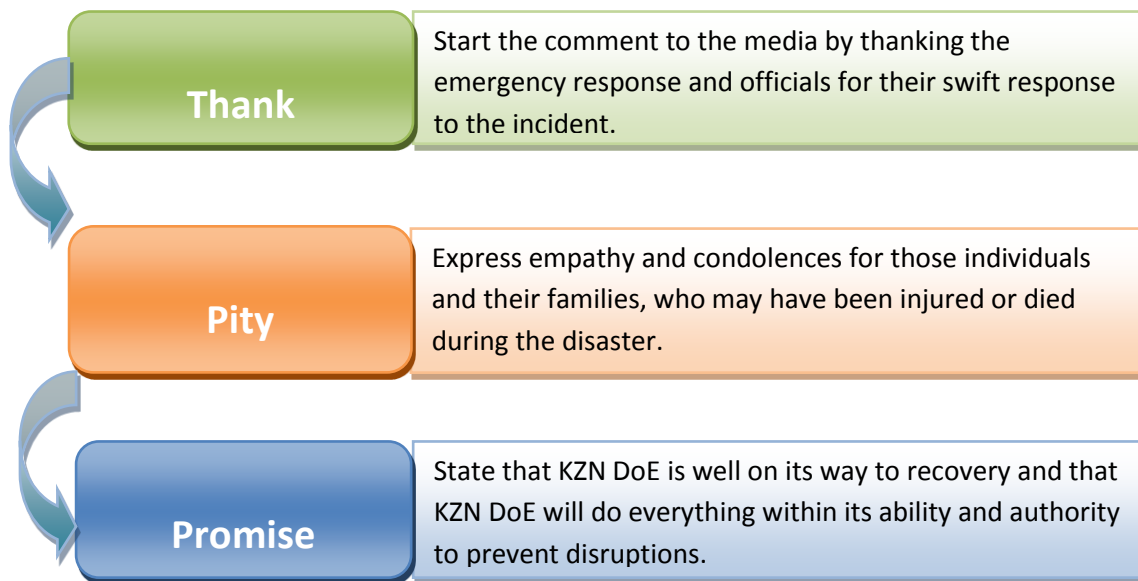 Thank
Start the comment to the media by thanking the
emergency response and officials for their swift response
to the incident.
Pity
Express empathy and condolences for those individuals
and their families, who may have been injured or died
during the disaster.
Promise
State that KZN DoE is well on its way to recovery and that
KZN DoE will do everything within its ability and authority
to prevent disruptions.